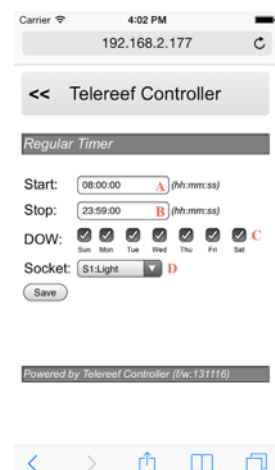 Carrier 4:02 PM
192.168.2.177
<< Telereef Controller
Regular Timer
Start: 08:00:00 A (hh:mm:ss)
Stop: 23:59:00 B (hh:mm:ss)
DOW: C
Sun Mon Tue Wed Thu Fri Sat
Socket: S1:Light D
Save
Powered by Telereef Controller (f/w:131116)